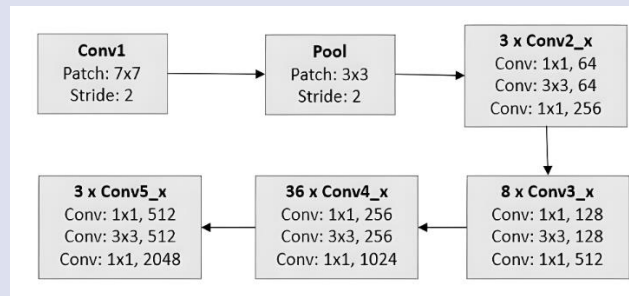 Conv1
Patch: 7x7
Stride: 2
Pool
Patch: 3x3
Stride: 2
3 x Conv2_x
Conv: 1x1, 64
Conv: 3x3, 64
Conv: 1x1, 256
8 x Conv3_x
Conv: 1x1, 128
Conv: 3x3, 128
Conv: 1x1, 512
36 x Conv4_x
Conv: 1x1, 256
Conv: 3x3, 256
Conv: 1x1, 1024
3 x Conv5_x
Conv: 1x1, 512
Conv: 3x3, 512
Conv: 1x1, 2048